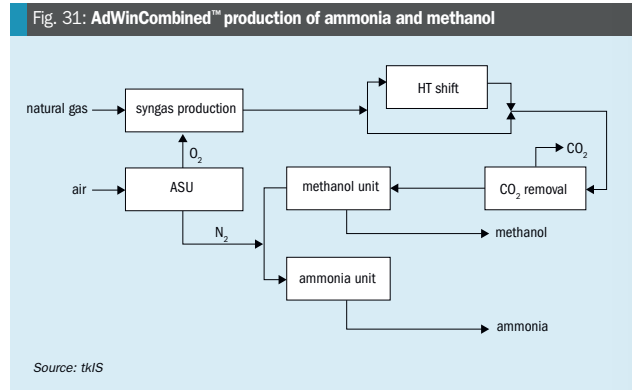 Fig. 31: AdWinCombined™ production of ammonia and methanol
HT shift
natural gas
syngas production
O₂
CO₂
air
ASU
methanol unit
CO₂ removal
N₂
methanol
ammonia unit
ammonia
Source: tkIS